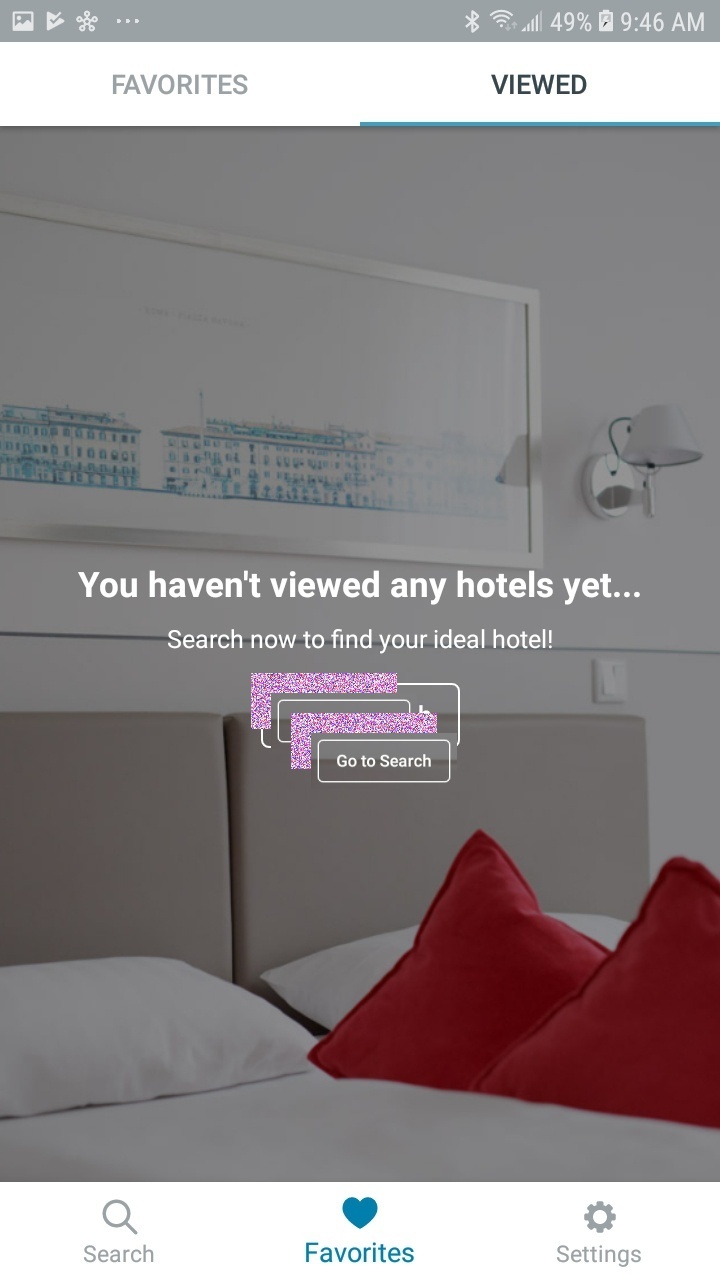 49% 9:46 AM
FAVORITES VIEWED
You haven't viewed any hotels yet...
Search now to find your ideal hotel!
Go to Search
Search Favorites Settings